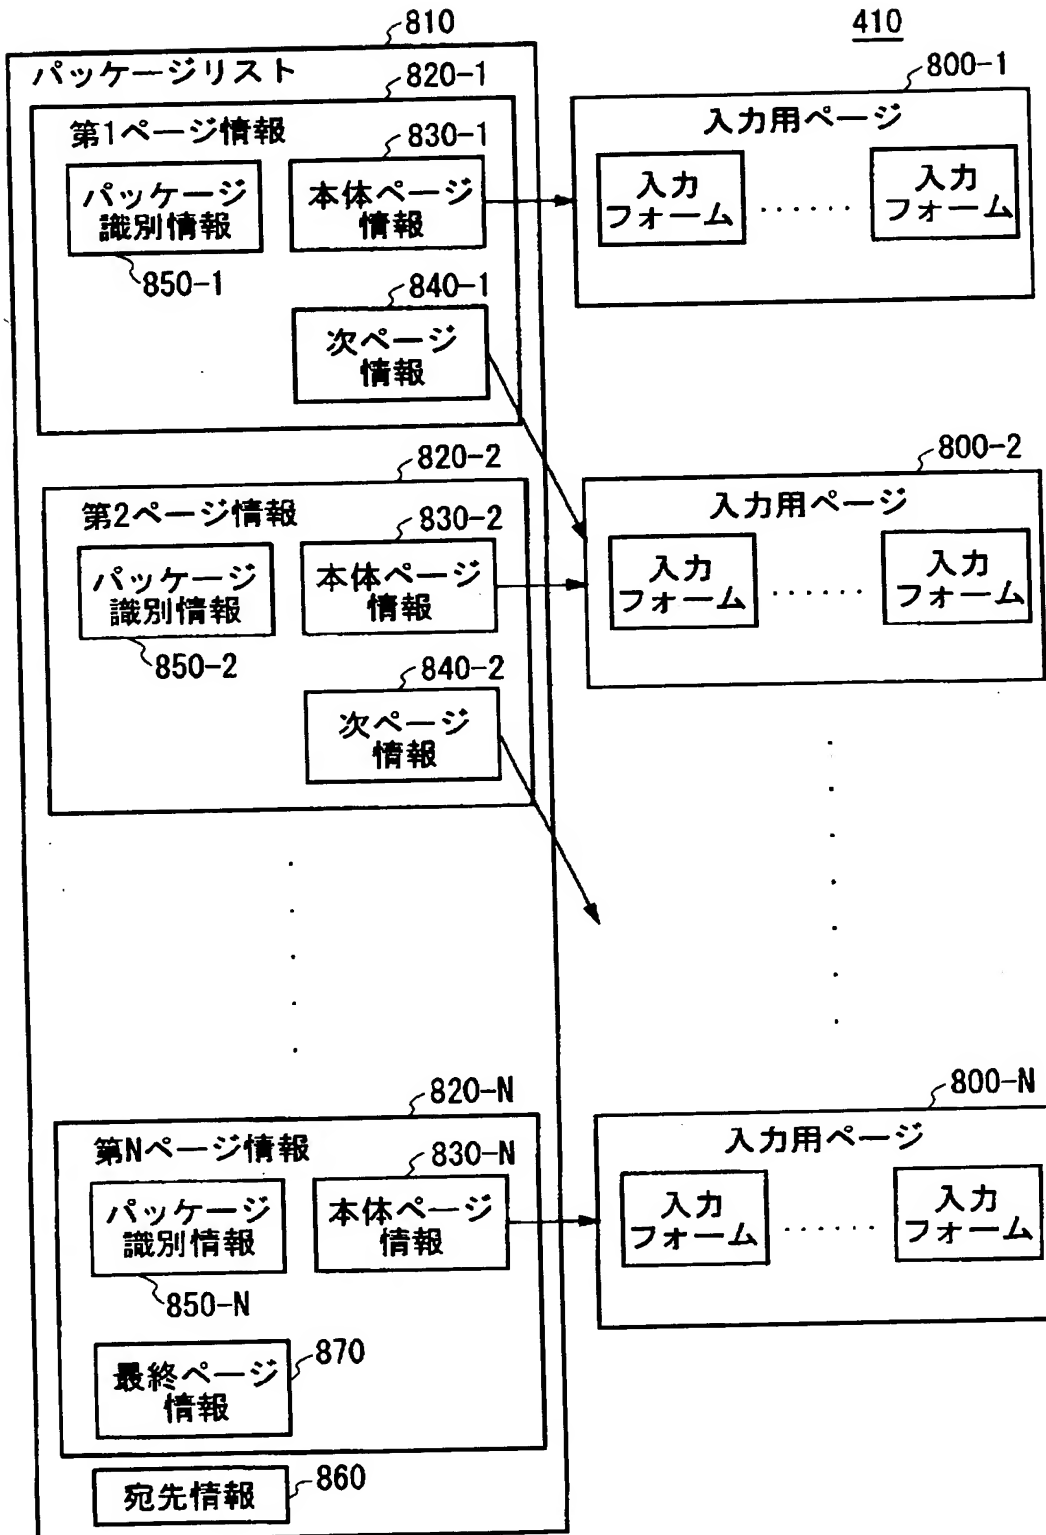 810
410
パッケージリスト
820-1
800-1
第1ページ情報
830-1
パッケージ
識別情報
本体ページ
情報
850-1
840-1
次ページ
情報
入力用ページ
入力
フォーム
······
入力
フォーム
820-2
800-2
第2ページ情報
830-2
パッケージ
識別情報
本体ページ
情報
850-2
840-2
次ページ
情報
入力用ページ
入力
フォーム
······
入力
フォーム
820-N
800-N
第Nページ情報
830-N
パッケージ
識別情報
本体ページ
情報
850-N
最終ページ
情報
870
入力用ページ
入力
フォーム
······
入力
フォーム
宛先情報
860